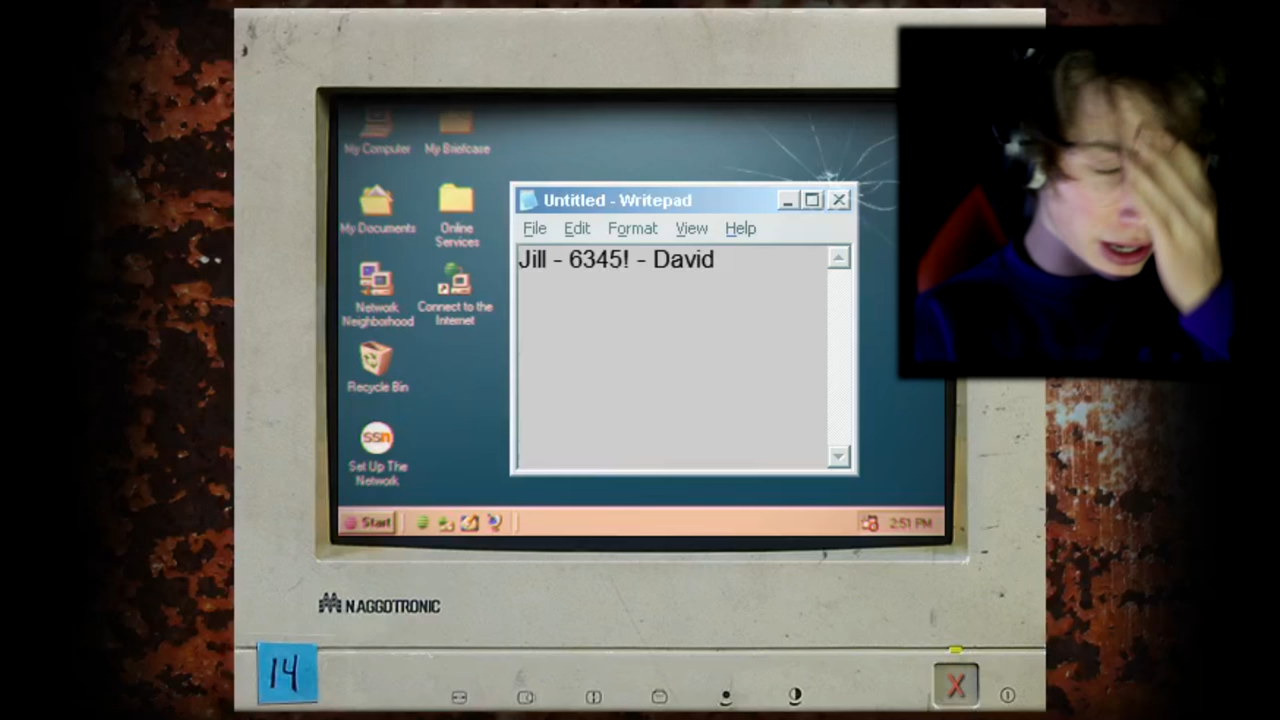 My Computer
My Briefcase
My Documents
Online
Services
Network
Neighborhood
Connect to the
Internet
Recycle Bin
ssn
Set Up The
Network
Untitled - Writepad
File Edit Format View Help
Jill - 6345! - David
Start
2:51 PM
NAGGOTRONIC
14
X